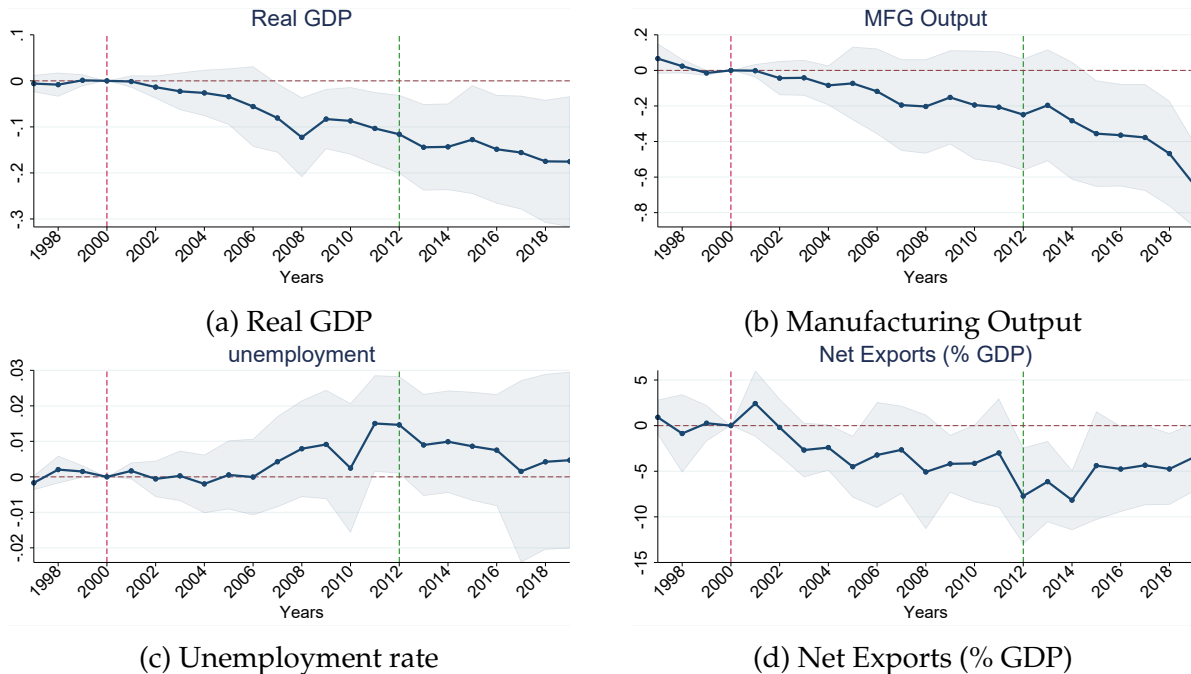 Real GDP
.1
0
-.1
-.2
-.3
1998 2000 2002 2004 2006 2008 2010 2012 2014 2016 2018
Years
(a) Real GDP
MFG Output
.2
0
-.2
-.4
-.6
-.8
1998 2000 2002 2004 2006 2008 2010 2012 2014 2016 2018
Years
(b) Manufacturing Output
unemployment
.03
.02
.01
0
-.01
-.02
1998 2000 2002 2004 2006 2008 2010 2012 2014 2016 2018
Years
(c) Unemployment rate
Net Exports (% GDP)
5
0
-5
-10
-15
1998 2000 2002 2004 2006 2008 2010 2012 2014 2016 2018
Years
(d) Net Exports (% GDP)